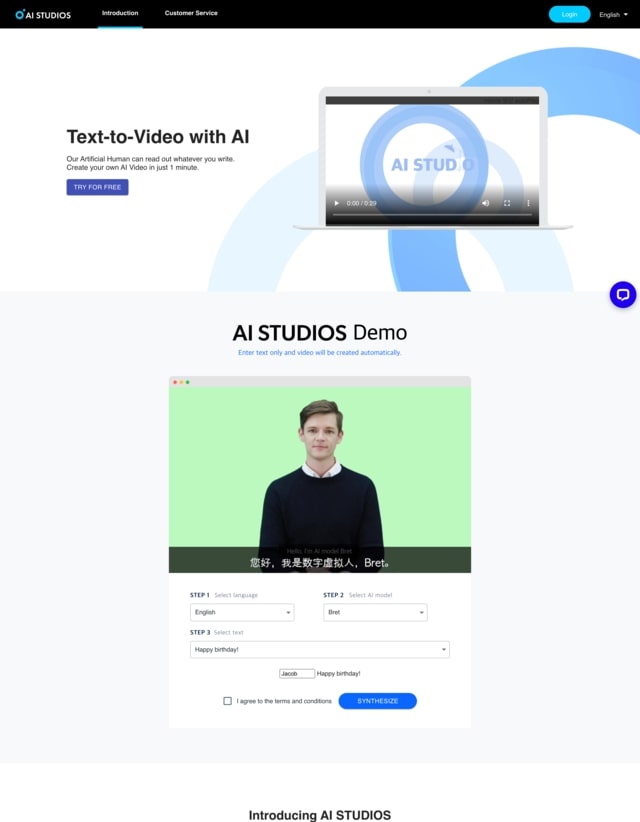 AI STUDIOS
Introduction
Customer Service
Login
English
Text-to-Video with AI
Our Artificial Human can read out whatever you write.
Create your own AI Video in just 1 minute.
TRY FOR FREE
AI STUDIO
0:00 / 0:29
AI STUDIOS Demo
Enter text only and video will be created automatically.
Hello, I'm AI model Bret
您好，我是数字虚拟人，Bret。
STEP 1 Select language
STEP 2 Select AI model
English
Bret
STEP 3 Select text
Happy birthday!
Jacob Happy birthday!
I agree to the terms and conditions
SYNTHESIZE
Introducing AI STUDIOS